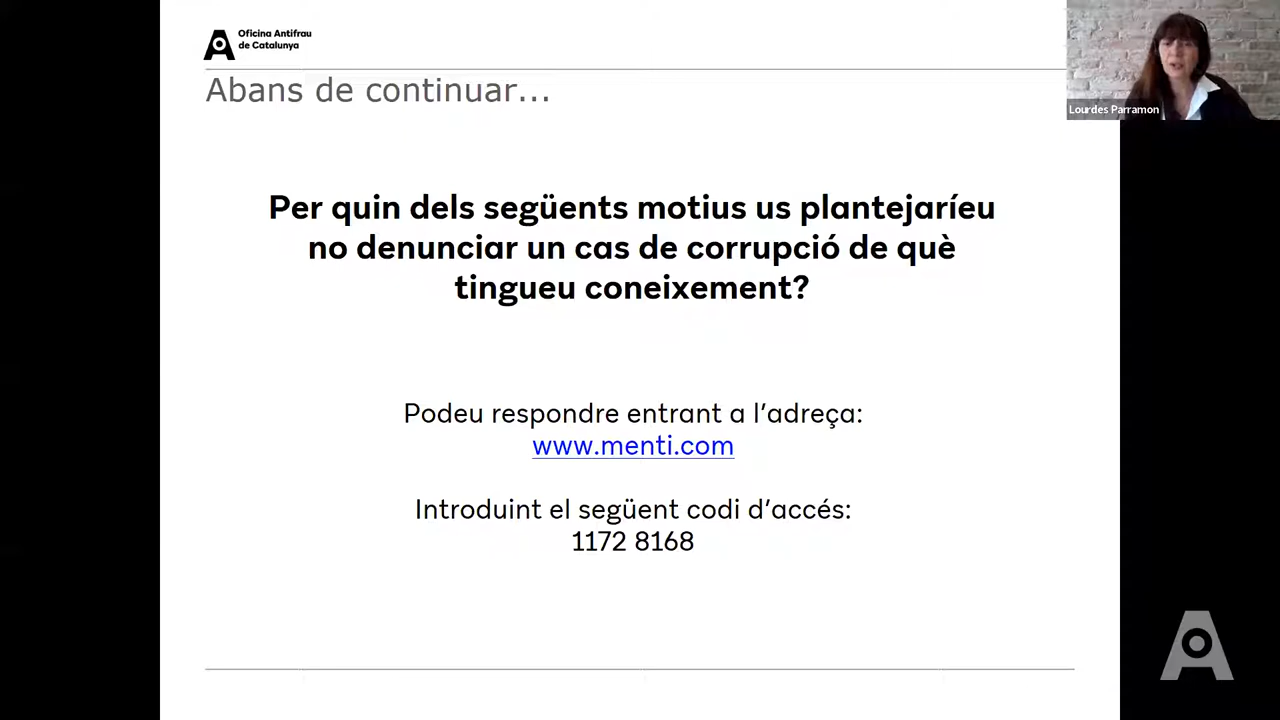 Oficina Antifrau
de Catalunya
Abans de continuar...
Lourdes Parramon
Per quin dels següents motius us plantejaríeu
no denunciar un cas de corrupció de què
tingueu coneixement?
Podeu respondre entrant a l’adreça:
www.menti.com
Introduint el següent codi d’accés:
1172 8168